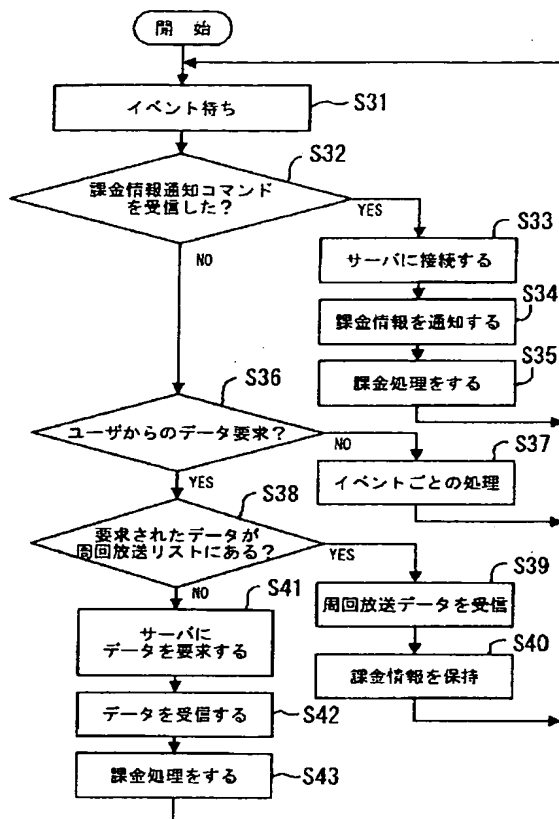 開 始
イベント待ち
S31
S32
課金情報通知コマンド
を受信した?
YES
S33
サーバに接続する
NO
S34
課金情報を通知する
S35
課金処理をする
S36
ユーザからのデータ要求?
NO
S37
イベントごとの処理
YES
S38
要求されたデータが
周回放送リストにある?
YES
S39
周回放送データを受信
NO
S41
サーバに
データを要求する
S40
課金情報を保持
データを受信する
S42
課金処理をする
S43